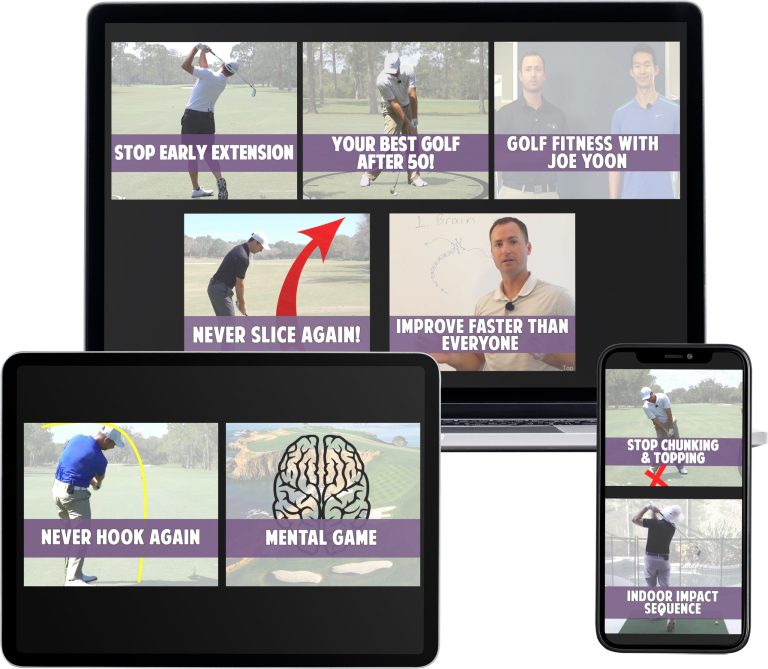 STOP EARLY EXTENSION
YOUR BEST GOLF
AFTER 50!
GOLF FITNESS WITH
JOE YOON
NEVER SLICE AGAIN!
1. Brain
IMPROVE FASTER THAN
EVERYONE
Top
NEVER HOOK AGAIN
MENTAL GAME
STOP CHUNKING
& TOPPING
INDOOR IMPACT
SEQUENCE